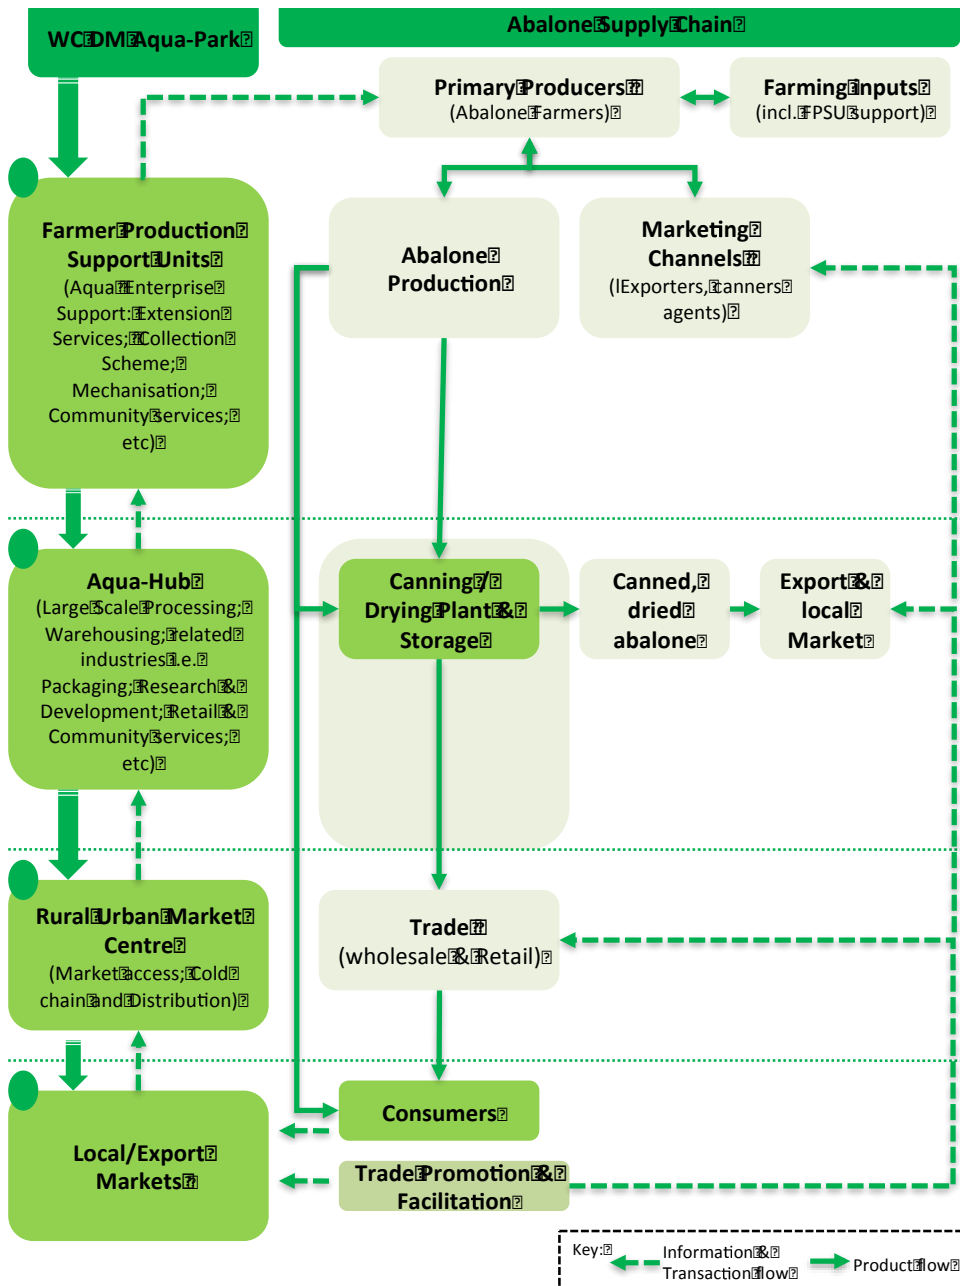 WC DM Aqua-Park
Abalone Supply Chain
Primary Producers
(Abalone Farmers)
Farming Inputs
(incl. FPSU support)
Farmer Production
Support Units
(Aqua Enterprise
Support: Extension
Services; Collection
Scheme;
Mechanisation;
Community services;
etc)
Abalone
Production
Marketing
Channels
(lExporters, canners
agents)
Aqua-Hub
(Large Scale Processing;
Warehousing; related
industries i.e.
Packaging; Research &
Development; Retail &
Community services;
etc)
Canning /
Drying Plant &
Storage
Canned,
dried
abalone
Export &
local
Market
Rural Urban Market
Centre
(Market access; Cold
chain and Distribution)
Trade
(wholesale & Retail)
Local/Export
Markets
Consumers
Trade Promotion &
Facilitation
Key:
Information &
Transaction flow
Product flow